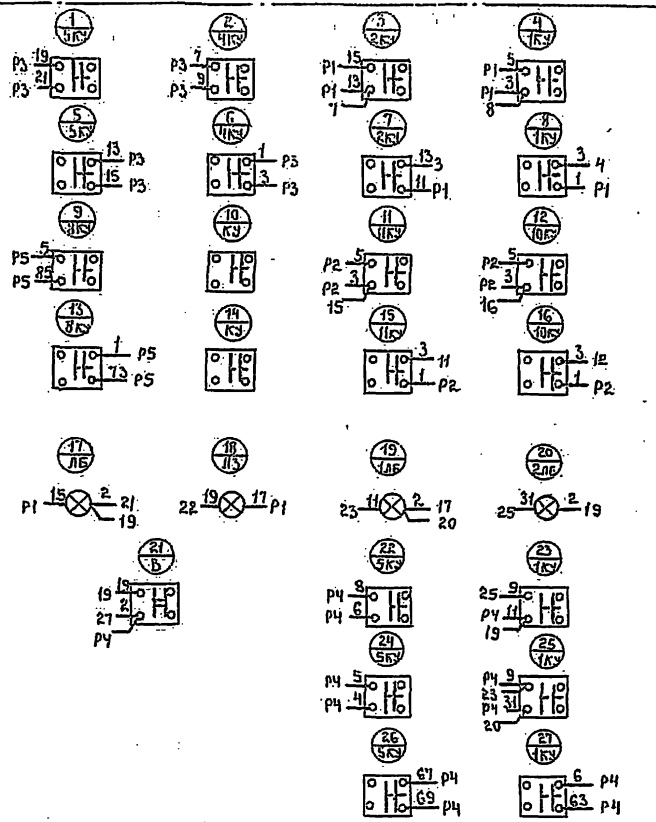 1 2 3 4
5КУ 4КУ 2КУ 1КУ
Р3 19 Р3 7 Р1 15 Р1 5
Р3 21 Р3 9 Р1 13 Р1 3
7 8
5 6 7 8
5КУ 4КУ 2КУ 1КУ
13 Р3 1 Р3 13 3 3 4
15 Р3 3 Р3 11 Р1 1 Р1
9 10 11 12
8КУ КУ 11КУ 10КУ
Р5 5 Р2 5 Р2 5
Р5 85 Р2 3 Р2 3
15 16
13 14 15 16
8КУ КУ 11КУ 10КУ
1 Р5 3 11 3 12
73 Р5 1 Р2 1 Р2
17 18 19 20
ЛБ ЛЗ 1ЛБ 2ЛБ
Р1 15 2 21 22 19 17 Р1 23 11 2 17 25 31 2 19
19 20
21 22 23
В 5КУ 1КУ
19 19 Р4 8 25 9
27 2 Р4 6 Р4 11
Р4 19
24 25
5КУ 1КУ
Р4 5 Р4 9
23
Р4 4 Р4 31
20
26 27
5КУ 1КУ
67 Р4 6 Р4
69 Р4 63 Р4